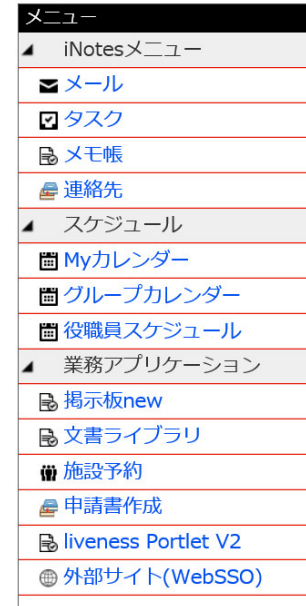 メニュー
iNotesメニュー
メール
タスク
メモ帳
連絡先
スケジュール
Myカレンダー
グループカレンダー
役職員スケジュール
業務アプリケーション
掲示板new
文書ライブラリ
施設予約
申請書作成
liveness Portlet V2
外部サイト(WebSSO)